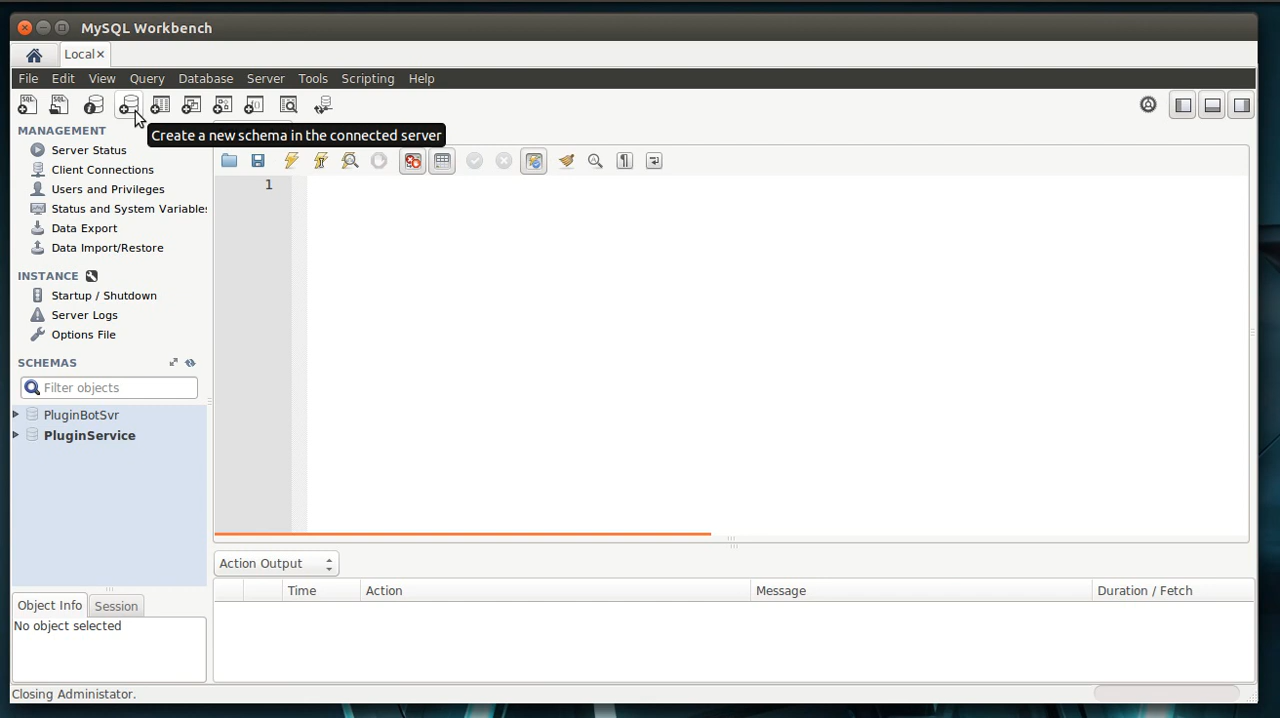 MySQL Workbench
Local×
File Edit View Query Database Server Tools Scripting Help
MANAGEMENT
Create a new schema in the connected server
Server Status
Client Connections
Users and Privileges
Status and System Variables
Data Export
Data Import/Restore
INSTANCE
Startup / Shutdown
Server Logs
Options File
SCHEMAS
Filter objects
PluginBotSvr
PluginService
1
Action Output
Time Action Message Duration / Fetch
Object Info Session
No object selected
Closing Administator.